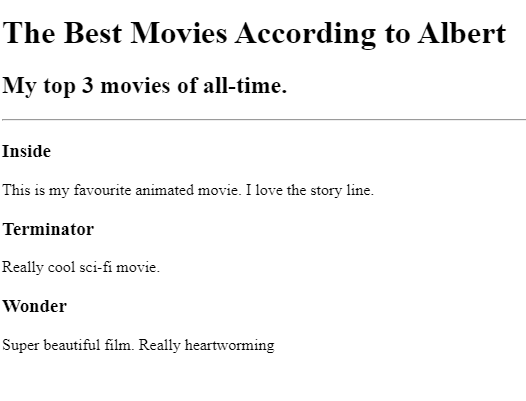 The Best Movies According to Albert
My top 3 movies of all-time.
Inside
This is my favourite animated movie. I love the story line.
Terminator
Really cool sci-fi movie.
Wonder
Super beautiful film. Really heartworming